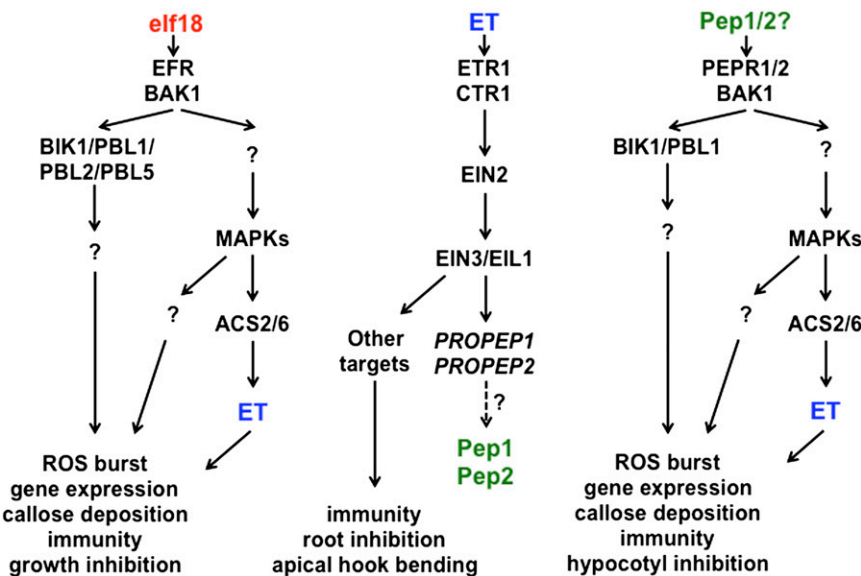 elf18
EFR
BAK1
BIK1/PBL1/
PBL2/PBL5
?
?
MAPKs
?
ACS2/6
ET
ROS burst
gene expression
callose deposition
immunity
growth inhibition
ET
ETR1
CTR1
EIN2
EIN3/EIL1
Other
targets
PROPEP1
PROPEP2
?
Pep1
Pep2
immunity
root inhibition
apical hook bending
Pep1/2?
PEPR1/2
BAK1
BIK1/PBL1
?
?
MAPKs
?
ACS2/6
ET
ROS burst
gene expression
callose deposition
immunity
hypocotyl inhibition